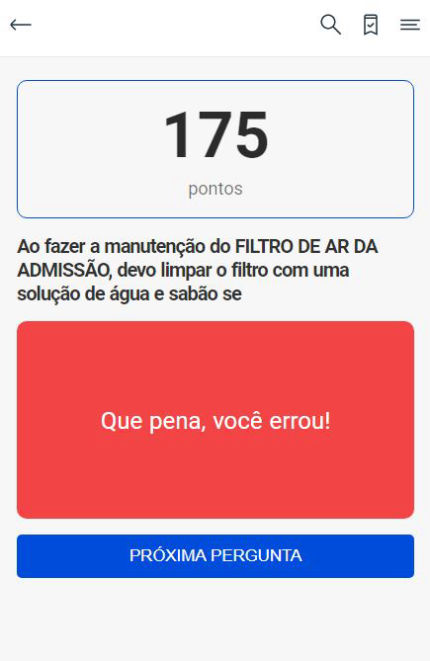 175
pontos
Ao fazer a manutenção do FILTRO DE AR DA
ADMISSÃO, devo limpar o filtro com uma
solução de água e sabão se
Que pena, você errou!
PRÓXIMA PERGUNTA